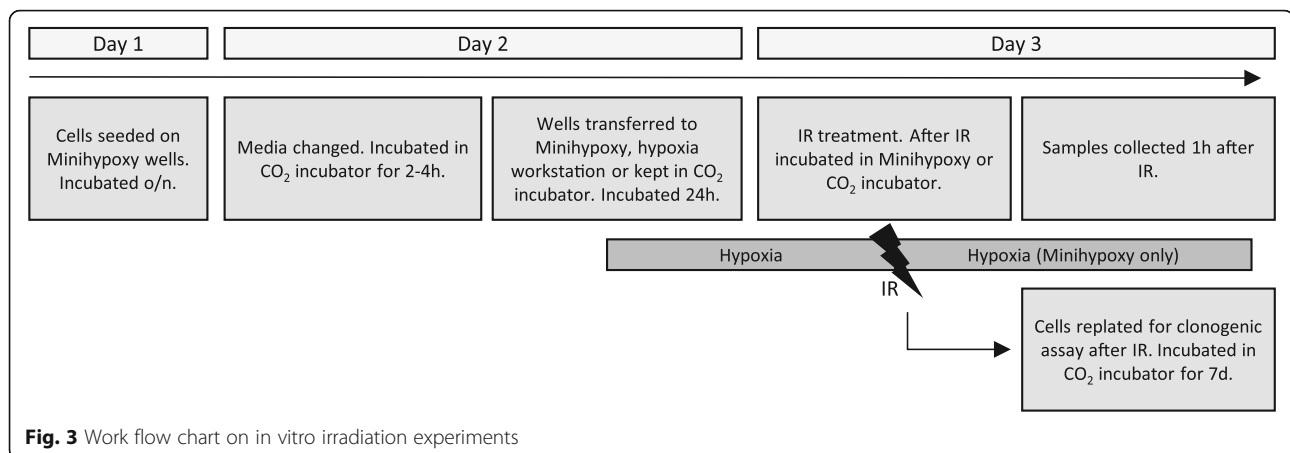 Day 1
Day 2
Day 3
Cells seeded on
Minihypoxy wells.
Incubated o/n.
Media changed. Incubated in
CO₂ incubator for 2-4h.
Wells transferred to
Minihypoxy, hypoxia
workstation or kept in CO₂
incubator. Incubated 24h.
IR treatment. After IR
incubated in Minihypoxy or
CO₂ incubator.
Samples collected 1h after
IR.
Hypoxia
Hypoxia (Minihypoxy only)
IR
Cells replated for clonogenic
assay after IR. Incubated in
CO₂ incubator for 7d.
Fig. 3 Work flow chart on in vitro irradiation experiments